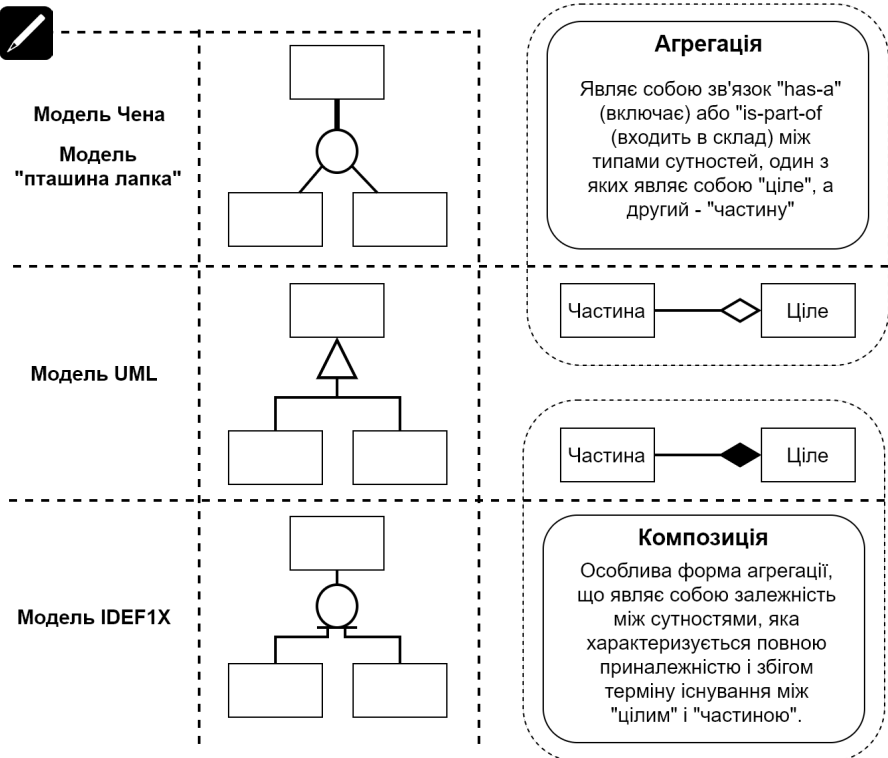 Модель Чена
Модель
"пташина лапка"
Агрегація
Являє собою зв'язок "has-a"
(включає) або "is-part-of
(входить в склад) між
типами сутностей, один з
яких являє собою "ціле", а
другий - "частину"
Модель UML
Частина
Ціле
Частина
Ціле
Модель IDEF1X
Композиція
Особлива форма агрегації,
що являє собою залежність
між сутностями, яка
характеризується повною
приналежністю і збігом
терміну існування між
"цілим" і "частиною".